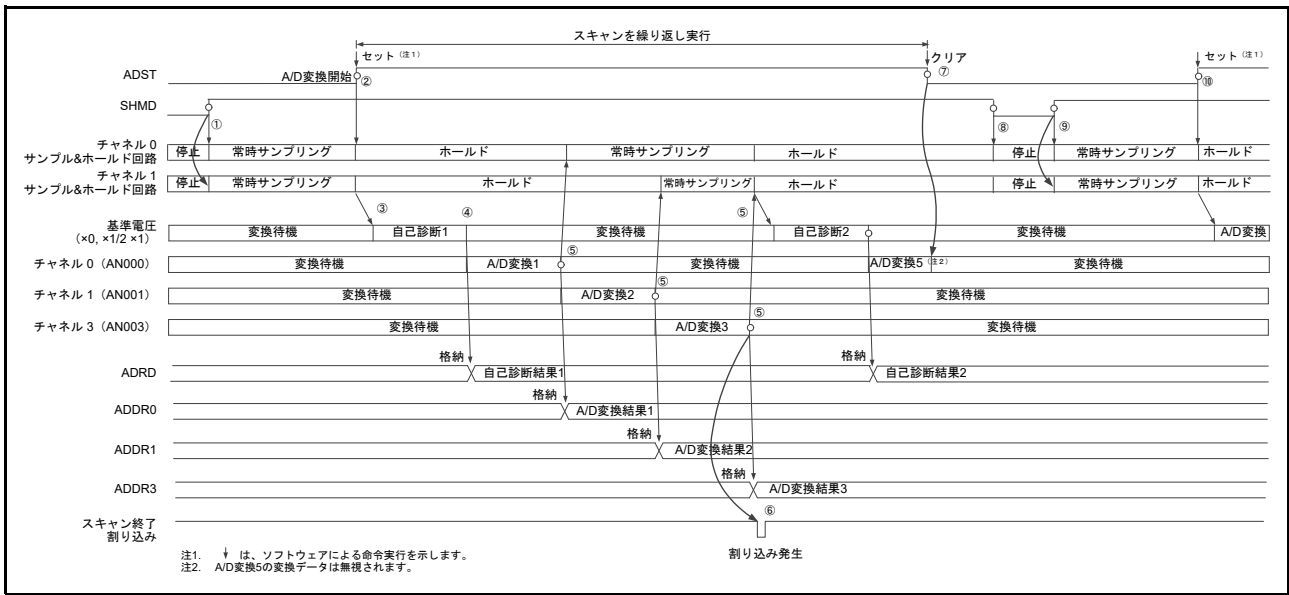 スキャンを繰り返し実行
セット（注1） クリア セット（注1）
ADST A/D変換開始 ② ⑦ ⑩
SHMD
① ⑧ ⑨
チャネル 0
サンプル&ホールド回路
停止 常時サンプリング ホールド 常時サンプリング ホールド 停止 常時サンプリング ホールド
チャネル 1
サンプル&ホールド回路
停止 常時サンプリング ホールド 常時サンプリング ホールド 停止 常時サンプリング ホールド
③ ④ ⑤
基準電圧
(×0, ×1/2 ×1)
変換待機 自己診断1 変換待機 自己診断2 変換待機 A/D変換
⑤
チャネル 0（AN000） 変換待機 A/D変換1 変換待機 A/D変換5（注2） 変換待機
⑤
チャネル 1（AN001） 変換待機 A/D変換2 変換待機
⑤
チャネル 3（AN003） 変換待機 A/D変換3 変換待機
格納 格納
ADRD 自己診断結果1 自己診断結果2
格納
ADDR0 A/D変換結果1
格納
ADDR1 A/D変換結果2
格納
ADDR3 A/D変換結果3
⑥
スキャン終了
割り込み
割り込み発生
注1. ↓ は、ソフトウェアによる命令実行を示します。
注2. A/D変換5の変換データは無視されます。